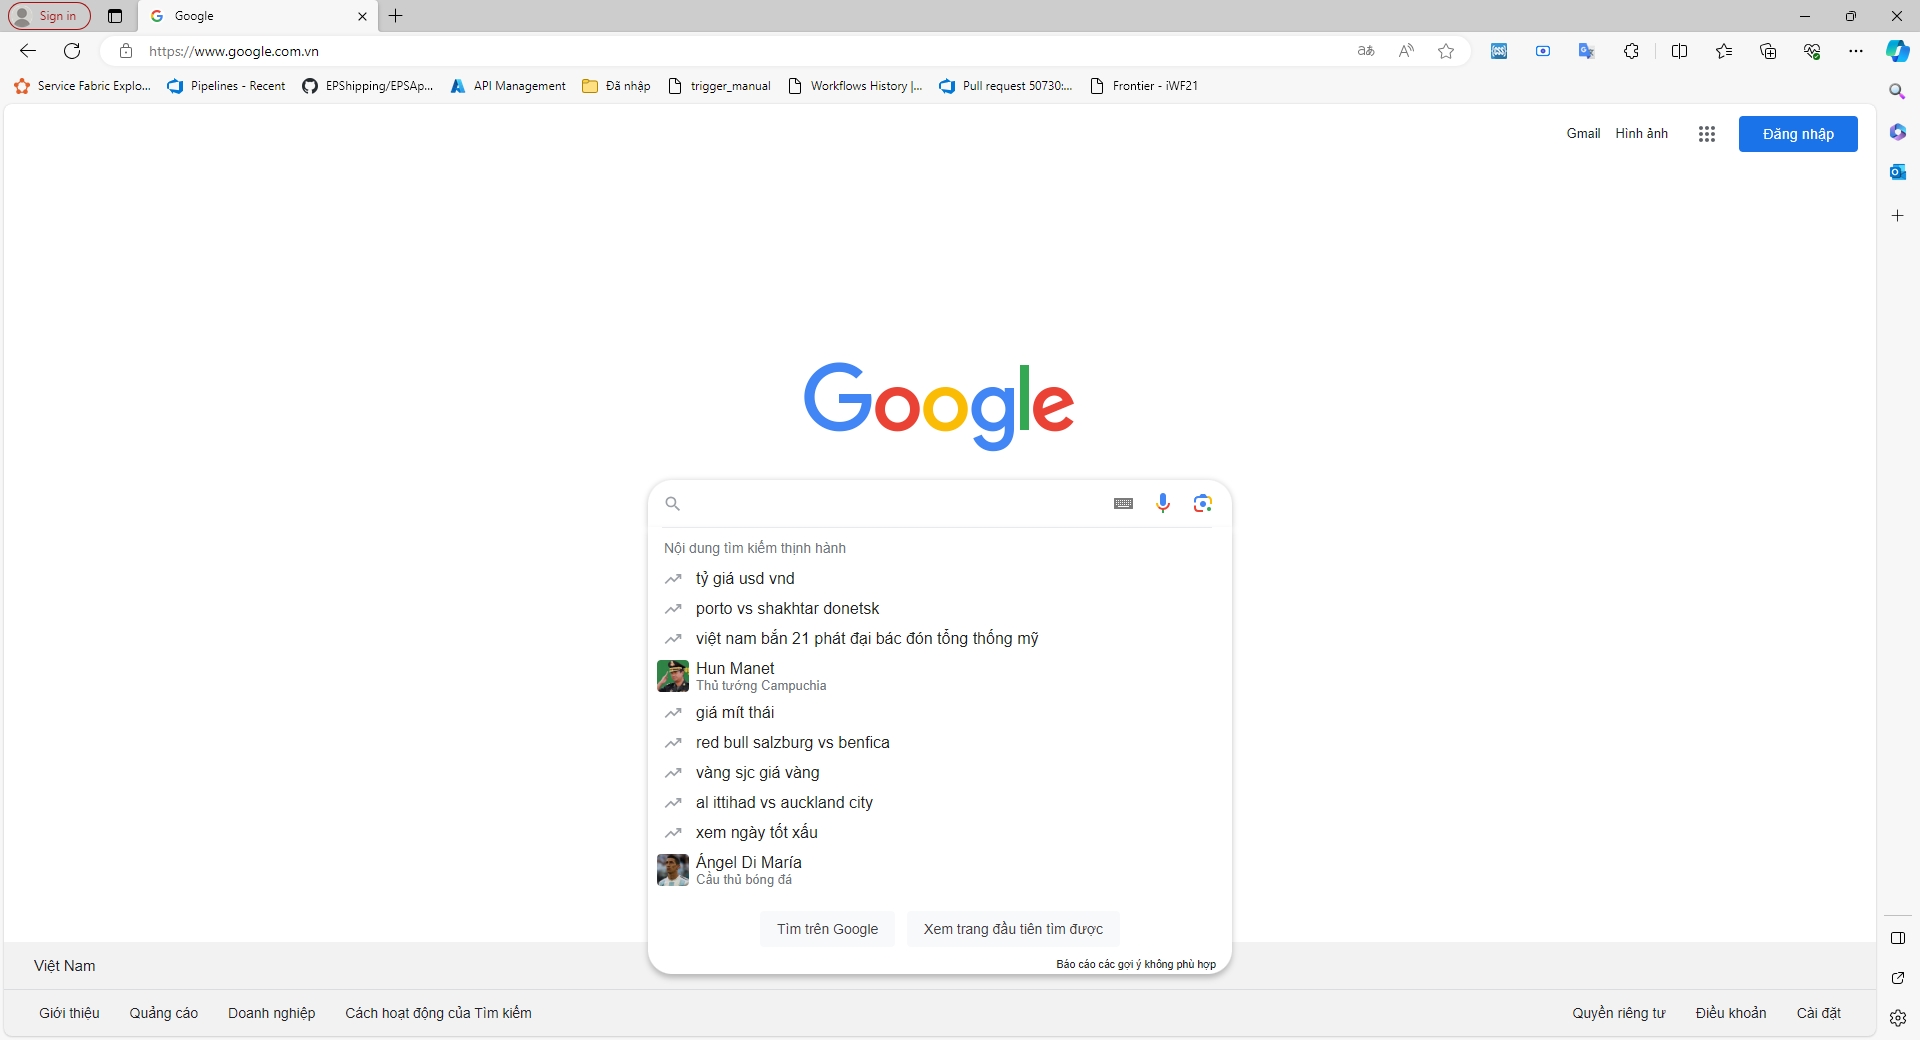 Sign in
Google
https://www.google.com.vn
Service Fabric Explo...
Pipelines - Recent
EPShipping/EPSAp...
API Management
Đã nhập
trigger_manual
Workflows History |...
Pull request 50730:...
Frontier - iWF21
Gmail
Hình ảnh
Đăng nhập
Google
Nội dung tìm kiếm thịnh hành
tỷ giá usd vnd
porto vs shakhtar donetsk
việt nam bắn 21 phát đại bác đón tổng thống mỹ
Hun Manet
Thủ tướng Campuchia
giá mít thái
red bull salzburg vs benfica
vàng sjc giá vàng
al ittihad vs auckland city
xem ngày tốt xấu
Ángel Di María
Cầu thủ bóng đá
Tìm trên Google
Xem trang đầu tiên tìm được
Báo cáo các gợi ý không phù hợp
Việt Nam
Giới thiệu
Quảng cáo
Doanh nghiệp
Cách hoạt động của Tìm kiếm
Quyền riêng tư
Điều khoản
Cài đặt